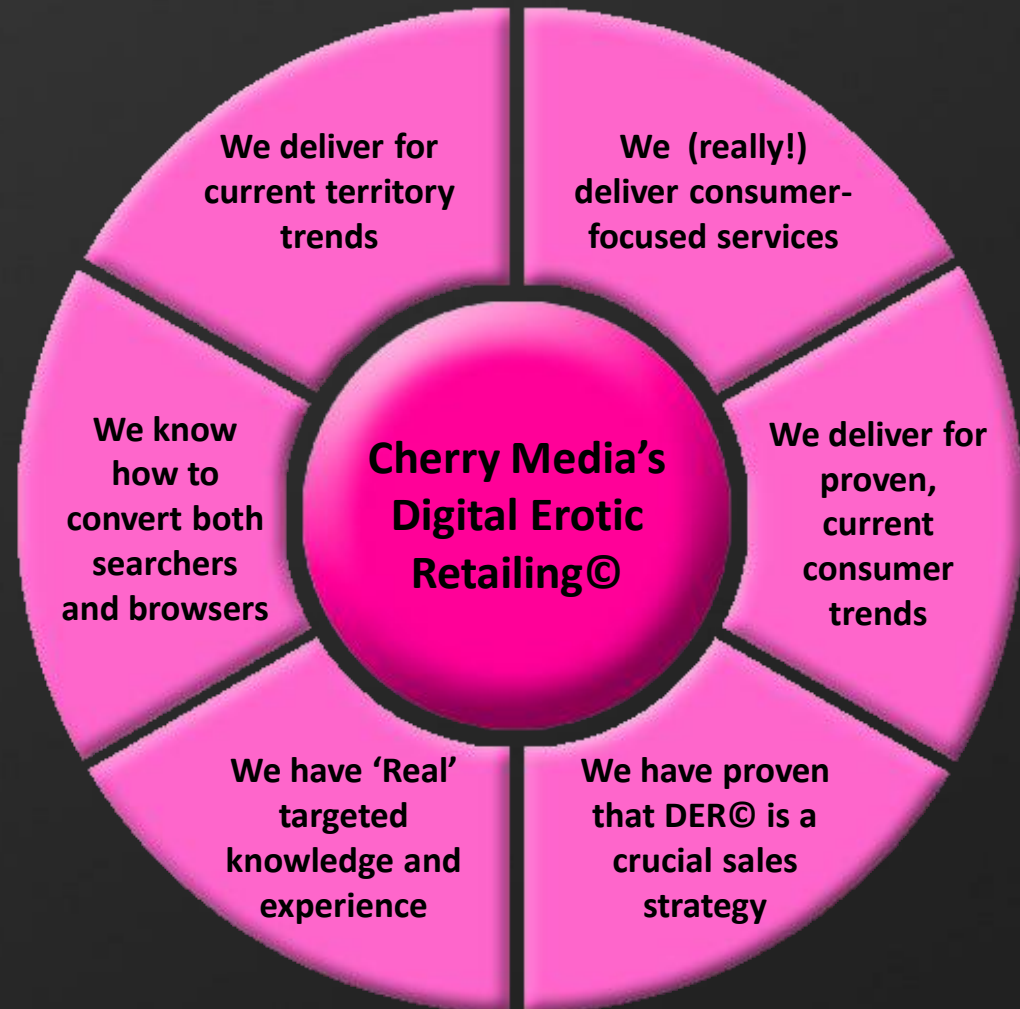 We deliver for
current territory
trends
We (really!)
deliver consumer-
focused services
We know
how to
convert both
searchers
and browsers
Cherry Media’s
Digital Erotic
Retailing©
We deliver for
proven,
current
consumer
trends
We have ‘Real’
targeted
knowledge and
experience
We have proven
that DER© is a
crucial sales
strategy